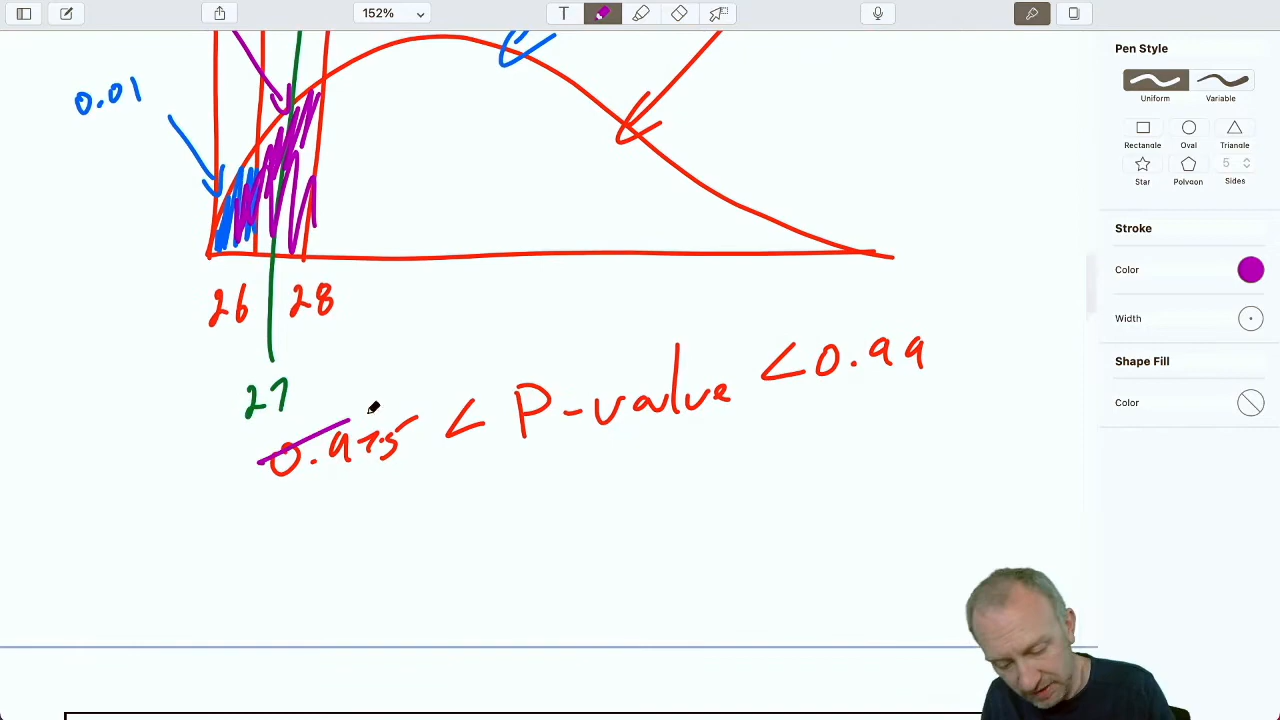 152%
T
Pen Style
Uniform Variable
Rectangle Oval Triangle
Star Polygon 5 Sides
Stroke
Color
Width
Shape Fill
Color
0.01
26 28
27
0.975 < P-value < 0.99